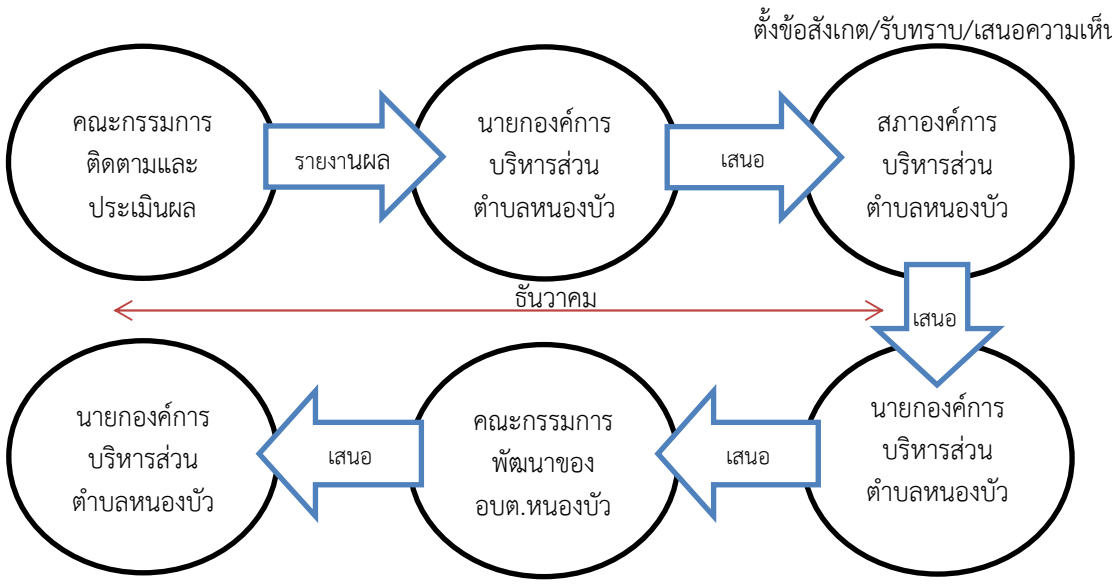 ตั้งข้อสังเกต/รับทราบ/เสนอความเห็น
คณะกรรมการ
ติดตามและ
ประเมินผล
รายงานผล
นายกองค์การ
บริหารส่วน
ตำบลหนองบัว
เสนอ
สภาองค์การ
บริหารส่วน
ตำบลหนองบัว
ธันวาคม
เสนอ
นายกองค์การ
บริหารส่วน
ตำบลหนองบัว
เสนอ
คณะกรรมการ
พัฒนาของ
อบต.หนองบัว
เสนอ
นายกองค์การ
บริหารส่วน
ตำบลหนองบัว